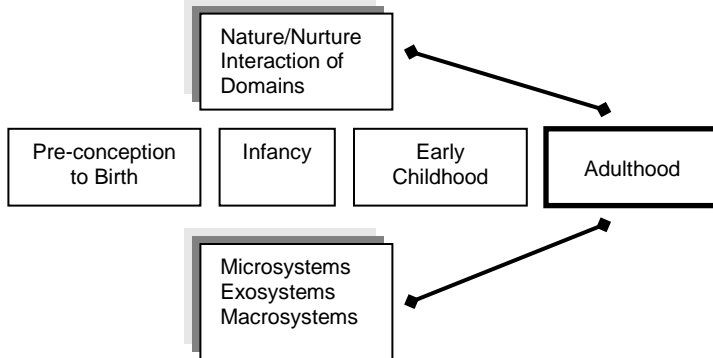 Nature/Nurture
Interaction of
Domains
Pre-conception
to Birth
Infancy
Early
Childhood
Adulthood
Microsystems
Exosystems
Macrosystems